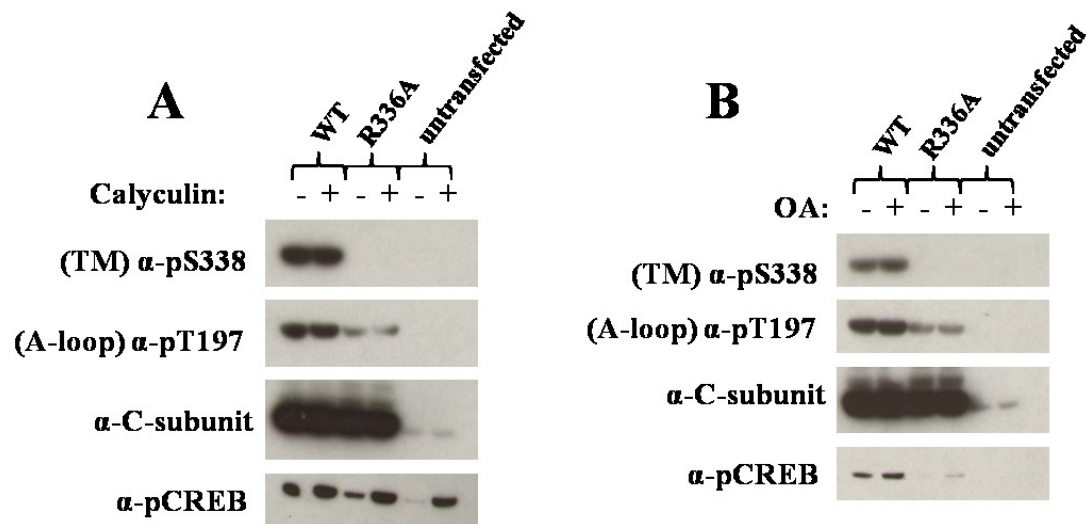 A
WT
R336A
untransfected
Calyculin:
- + - + - +
(TM) α-pS338
(A-loop) α-pT197
α-C-subunit
α-pCREB
B
WT
R336A
untransfected
OA:
- + - + - +
(TM) α-pS338
(A-loop) α-pT197
α-C-subunit
α-pCREB